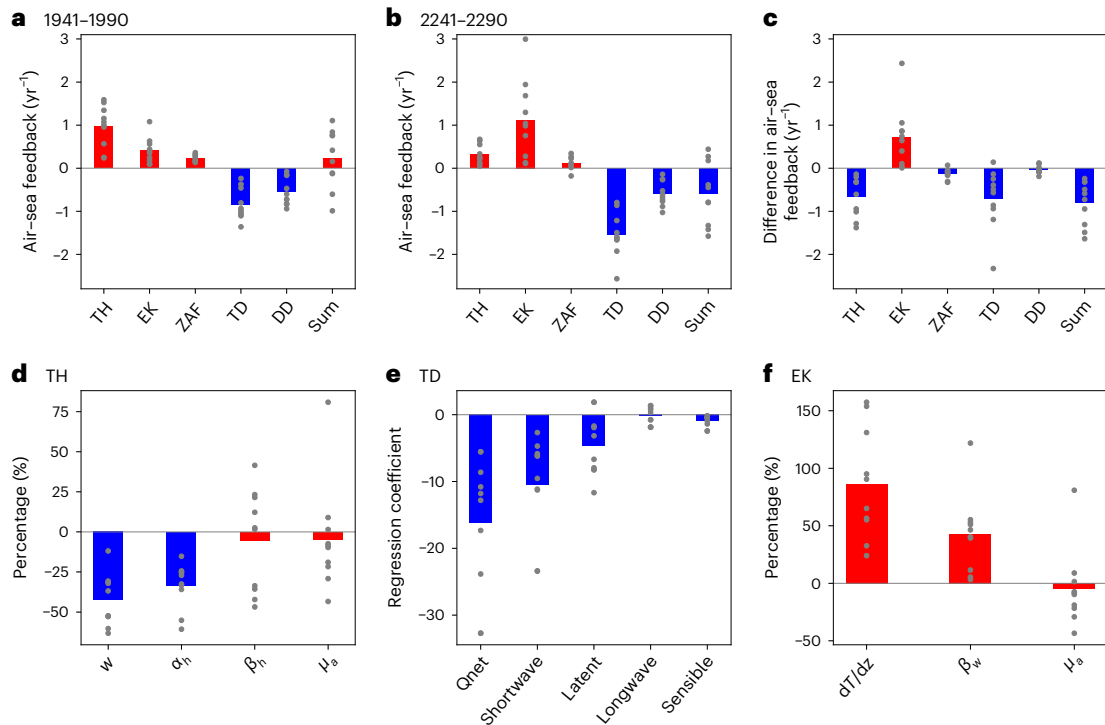 a 1941–1990
Air–sea feedback (yr⁻¹)
3
2
1
0
−1
−2
TH
EK
ZAF
TD
DD
Sum
b 2241–2290
Air–sea feedback (yr⁻¹)
3
2
1
0
−1
−2
TH
EK
ZAF
TD
DD
Sum
c
Difference in air–sea
feedback (yr⁻¹)
3
2
1
0
−1
−2
TH
EK
ZAF
TD
DD
Sum
d TH
Percentage (%)
75
50
25
0
−25
−50
w
αₕ
βₕ
μₐ
e TD
Regression coefficient
0
−10
−20
−30
Qnet
Shortwave
Latent
Longwave
Sensible
f EK
Percentage (%)
150
100
50
0
−50
dT/dz
β_w
μₐ